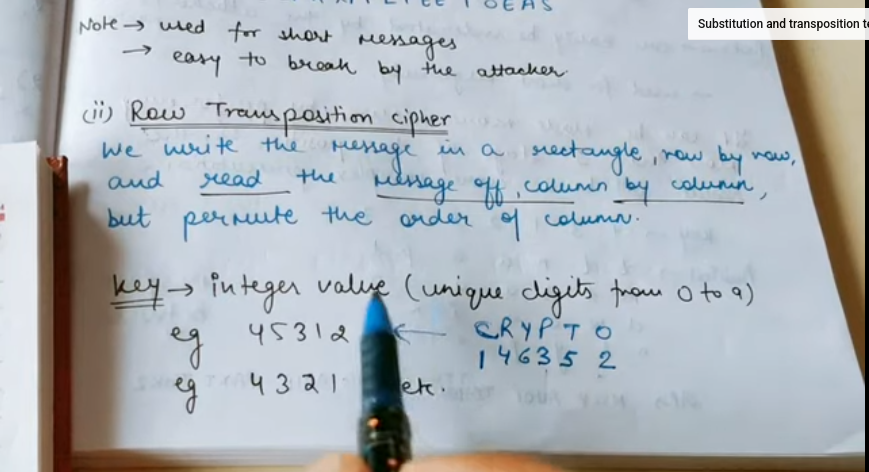 IDEAS
Substitution and transposition te
Note → used for short messages
→ easy to break by the attacker
(ii) Row Transposition cipher
We write the message in a rectangle, row by row,
and read the message off, column by column,
but permute the order of column.
Key → integer value (unique digits from 0 to 9)
eg 45312 ← CRYPTO
146352
eg 4321 etc.